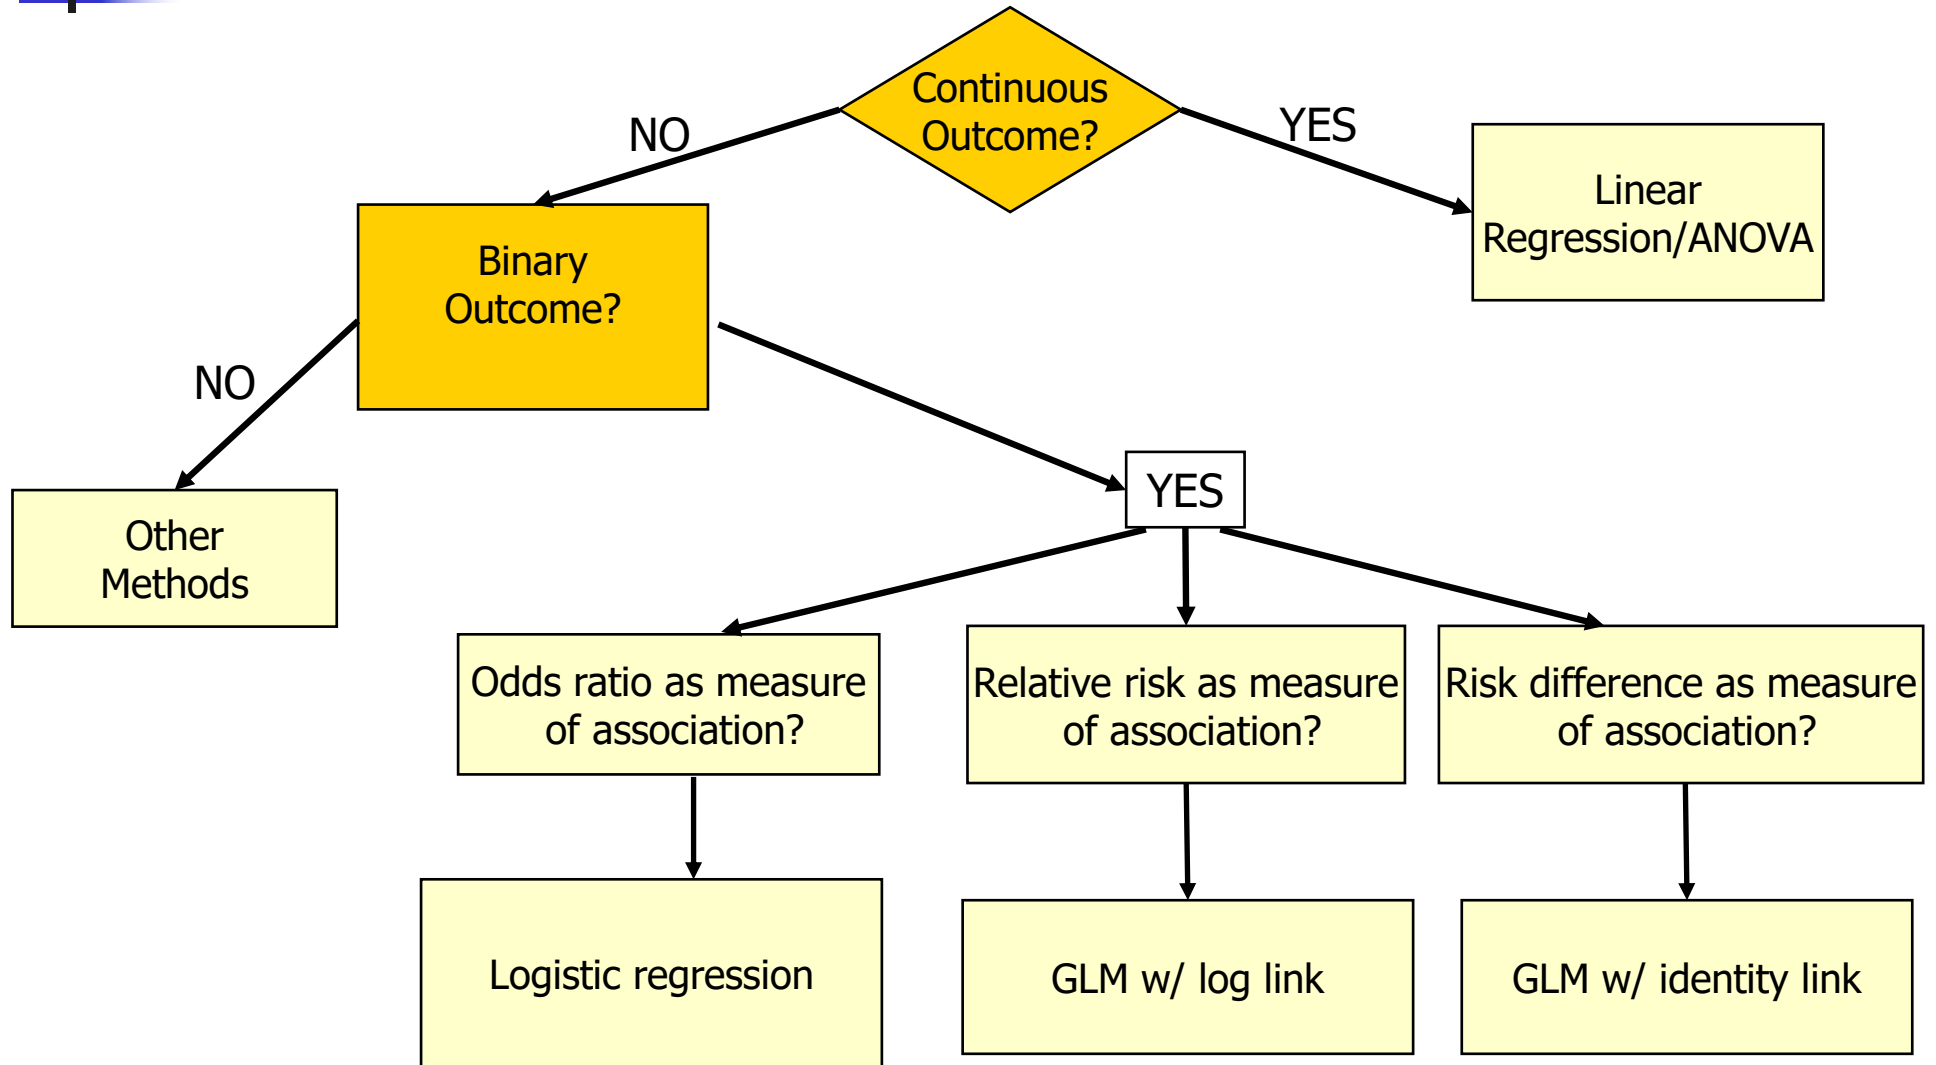 Continuous
Outcome?
NO
YES
Linear
Regression/ANOVA
Binary
Outcome?
NO
YES
Other
Methods
Odds ratio as measure
of association?
Relative risk as measure
of association?
Risk difference as measure
of association?
Logistic regression
GLM w/ log link
GLM w/ identity link